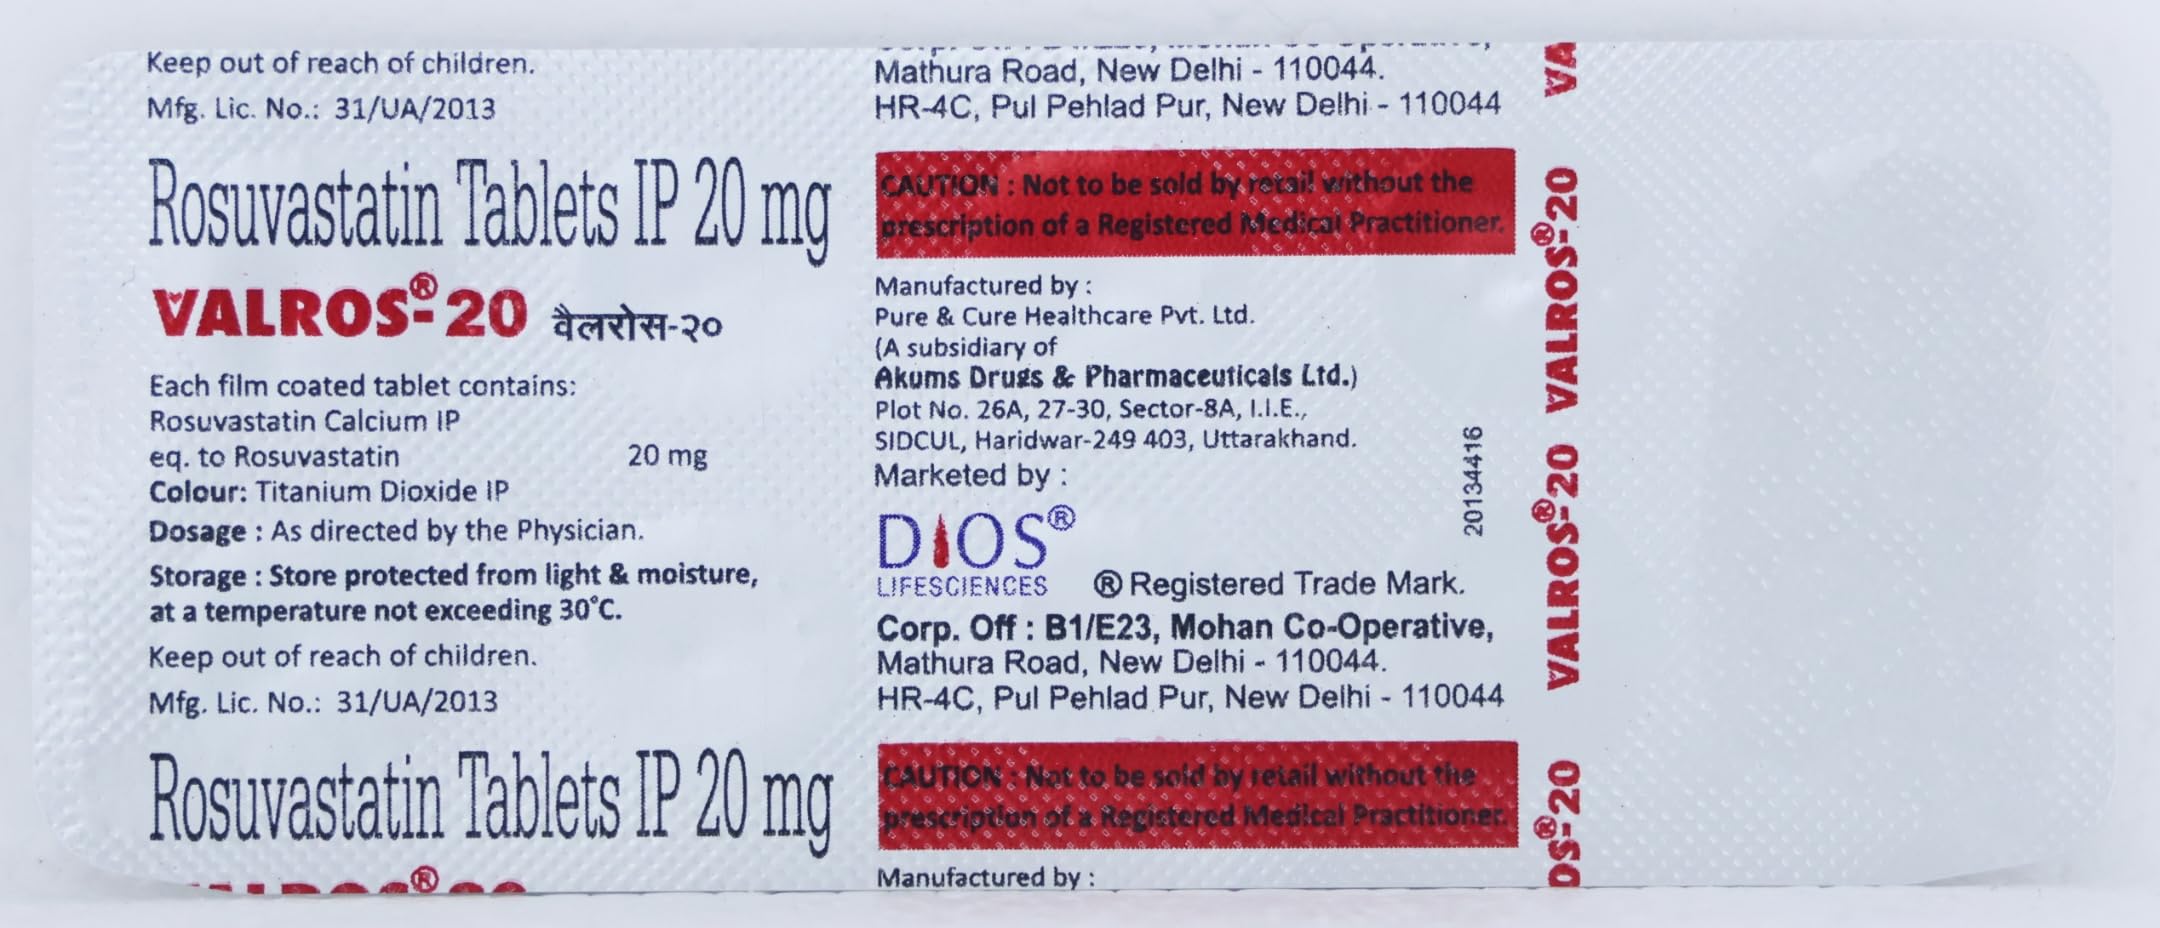 Keep out of reach of children.
Mfg. Lic. No.: 31/UA/2013
Rosuvastatin Tablets IP 20 mg
VALROS®-20 वैलरोस-२०
Each film coated tablet contains:
Rosuvastatin Calcium IP
eq. to Rosuvastatin 20 mg
Colour: Titanium Dioxide IP
Dosage : As directed by the Physician.
Storage : Store protected from light & moisture,
at a temperature not exceeding 30°C.
Keep out of reach of children.
Mfg. Lic. No.: 31/UA/2013
Rosuvastatin Tablets IP 20 mg
Mathura Road, New Delhi - 110044.
HR-4C, Pul Pehlad Pur, New Delhi - 110044
CAUTION : Not to be sold by retail without the
prescription of a Registered Medical Practitioner.
Manufactured by :
Pure & Cure Healthcare Pvt. Ltd.
(A subsidiary of
Akums Drugs & Pharmaceuticals Ltd.)
Plot No. 26A, 27-30, Sector-8A, I.I.E.,
SIDCUL, Haridwar-249 403, Uttarakhand.
Marketed by :
DIOS®
LIFESCIENCES ® Registered Trade Mark.
Corp. Off : B1/E23, Mohan Co-Operative,
Mathura Road, New Delhi - 110044.
HR-4C, Pul Pehlad Pur, New Delhi - 110044
CAUTION : Not to be sold by retail without the
prescription of a Registered Medical Practitioner.
Manufactured by :
20134416
VA
VALROS®-20
VALROS®-20
OS®-20